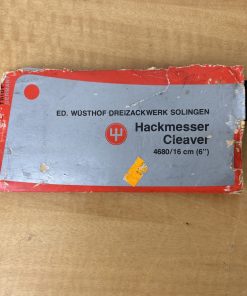 ED. WÜSTHOF DREIZACKWERK SOLINGEN
Hackmesser
Cleaver
4680/16 cm (6")